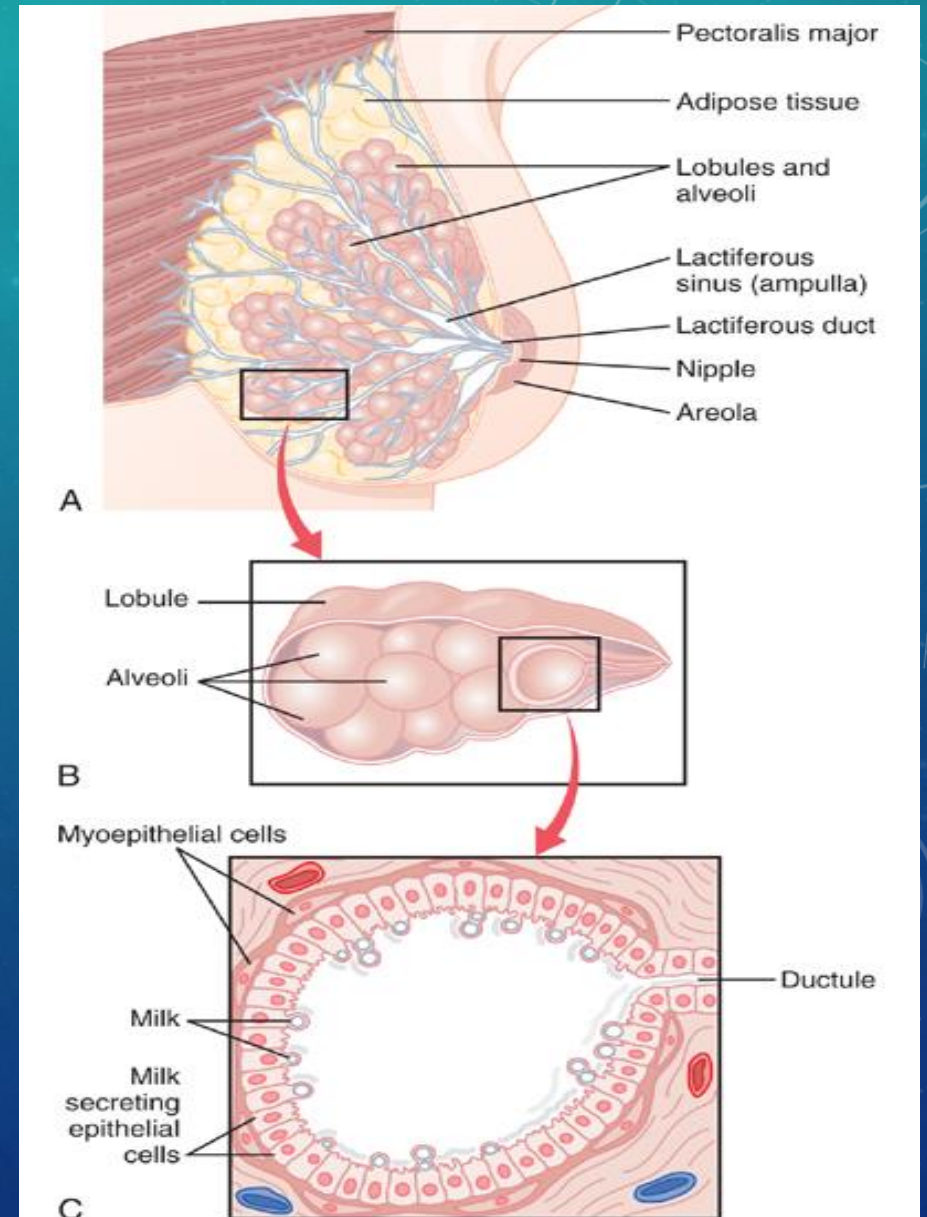 Pectoralis major
Adipose tissue
Lobules and
alveoli
Lactiferous
sinus (ampulla)
Lactiferous duct
Nipple
Areola
A
Lobule
Alveoli
B
Myoepithelial cells
Ductule
Milk
Milk
secreting
epithelial
cells
C